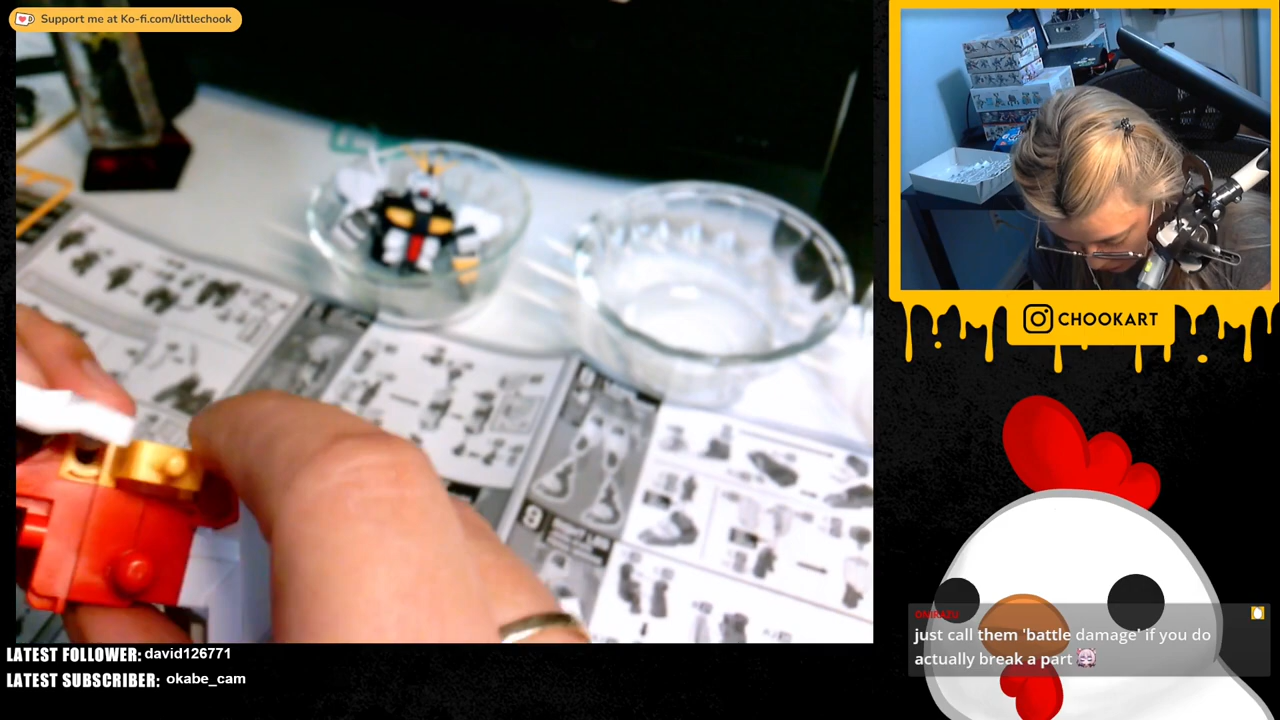 Support me at Ko-fi.com/littlechook
CHOOKART
9
just call them 'battle damage' if you do
actually break a part
LATEST FOLLOWER: david126771
LATEST SUBSCRIBER: okabe_cam